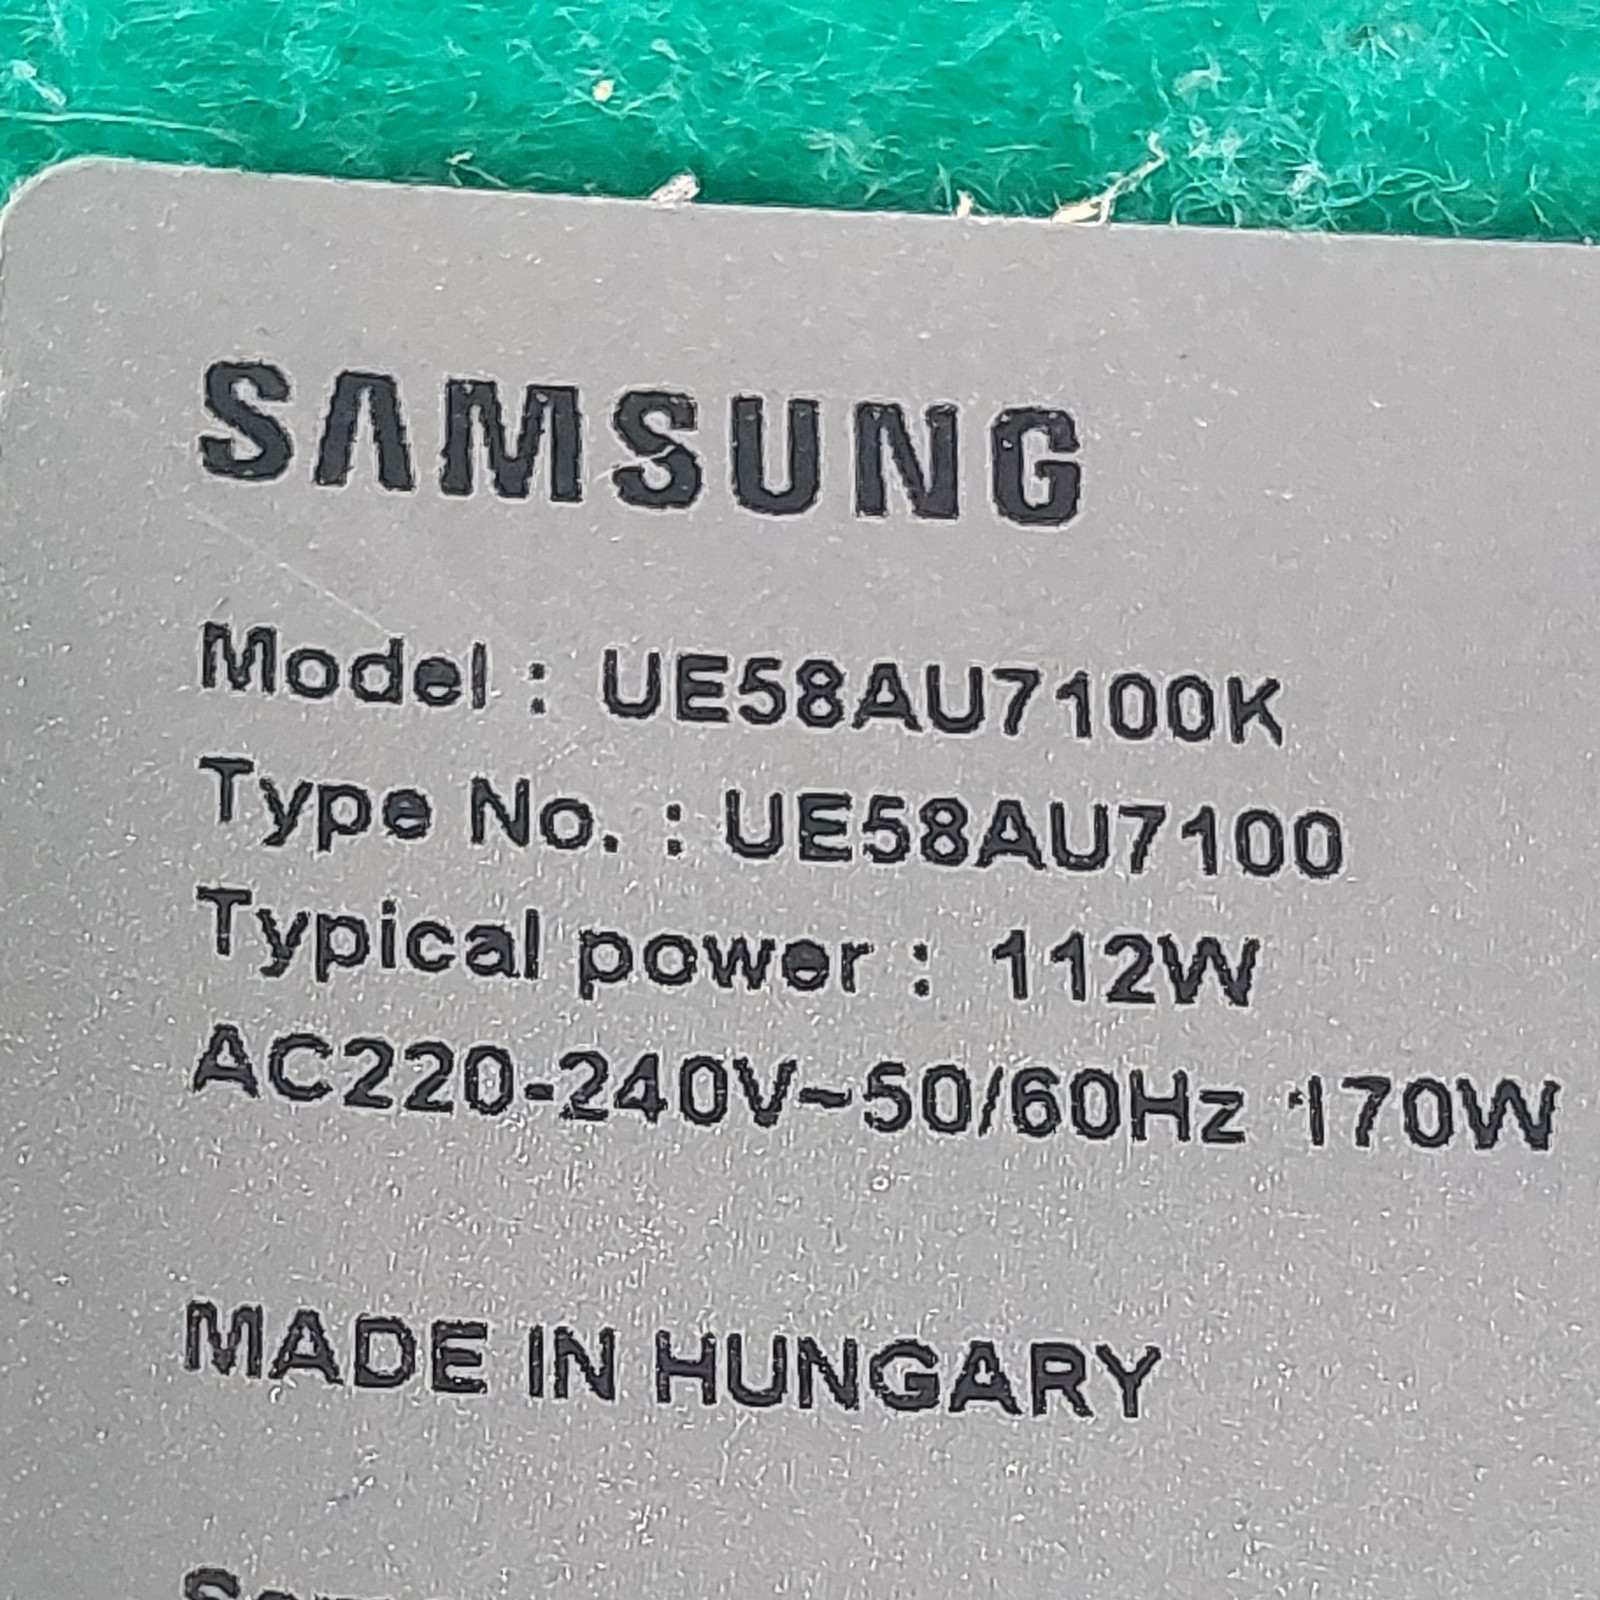 SAMSUNG
Model : UE58AU7100K
Type No. : UE58AU7100
Typical power : 112W
AC220-240V~50/60Hz 170W
MADE IN HUNGARY